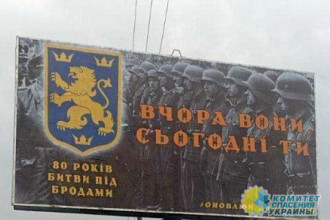 ВЧОРА ВОНИ
СЬОГОДНІ ТИ
80 РОКІВ
БИТВИ ПІД
БРОДАМИ
КОМИТЕТ
СПАСЕНИЯ
УКРАИНЫ